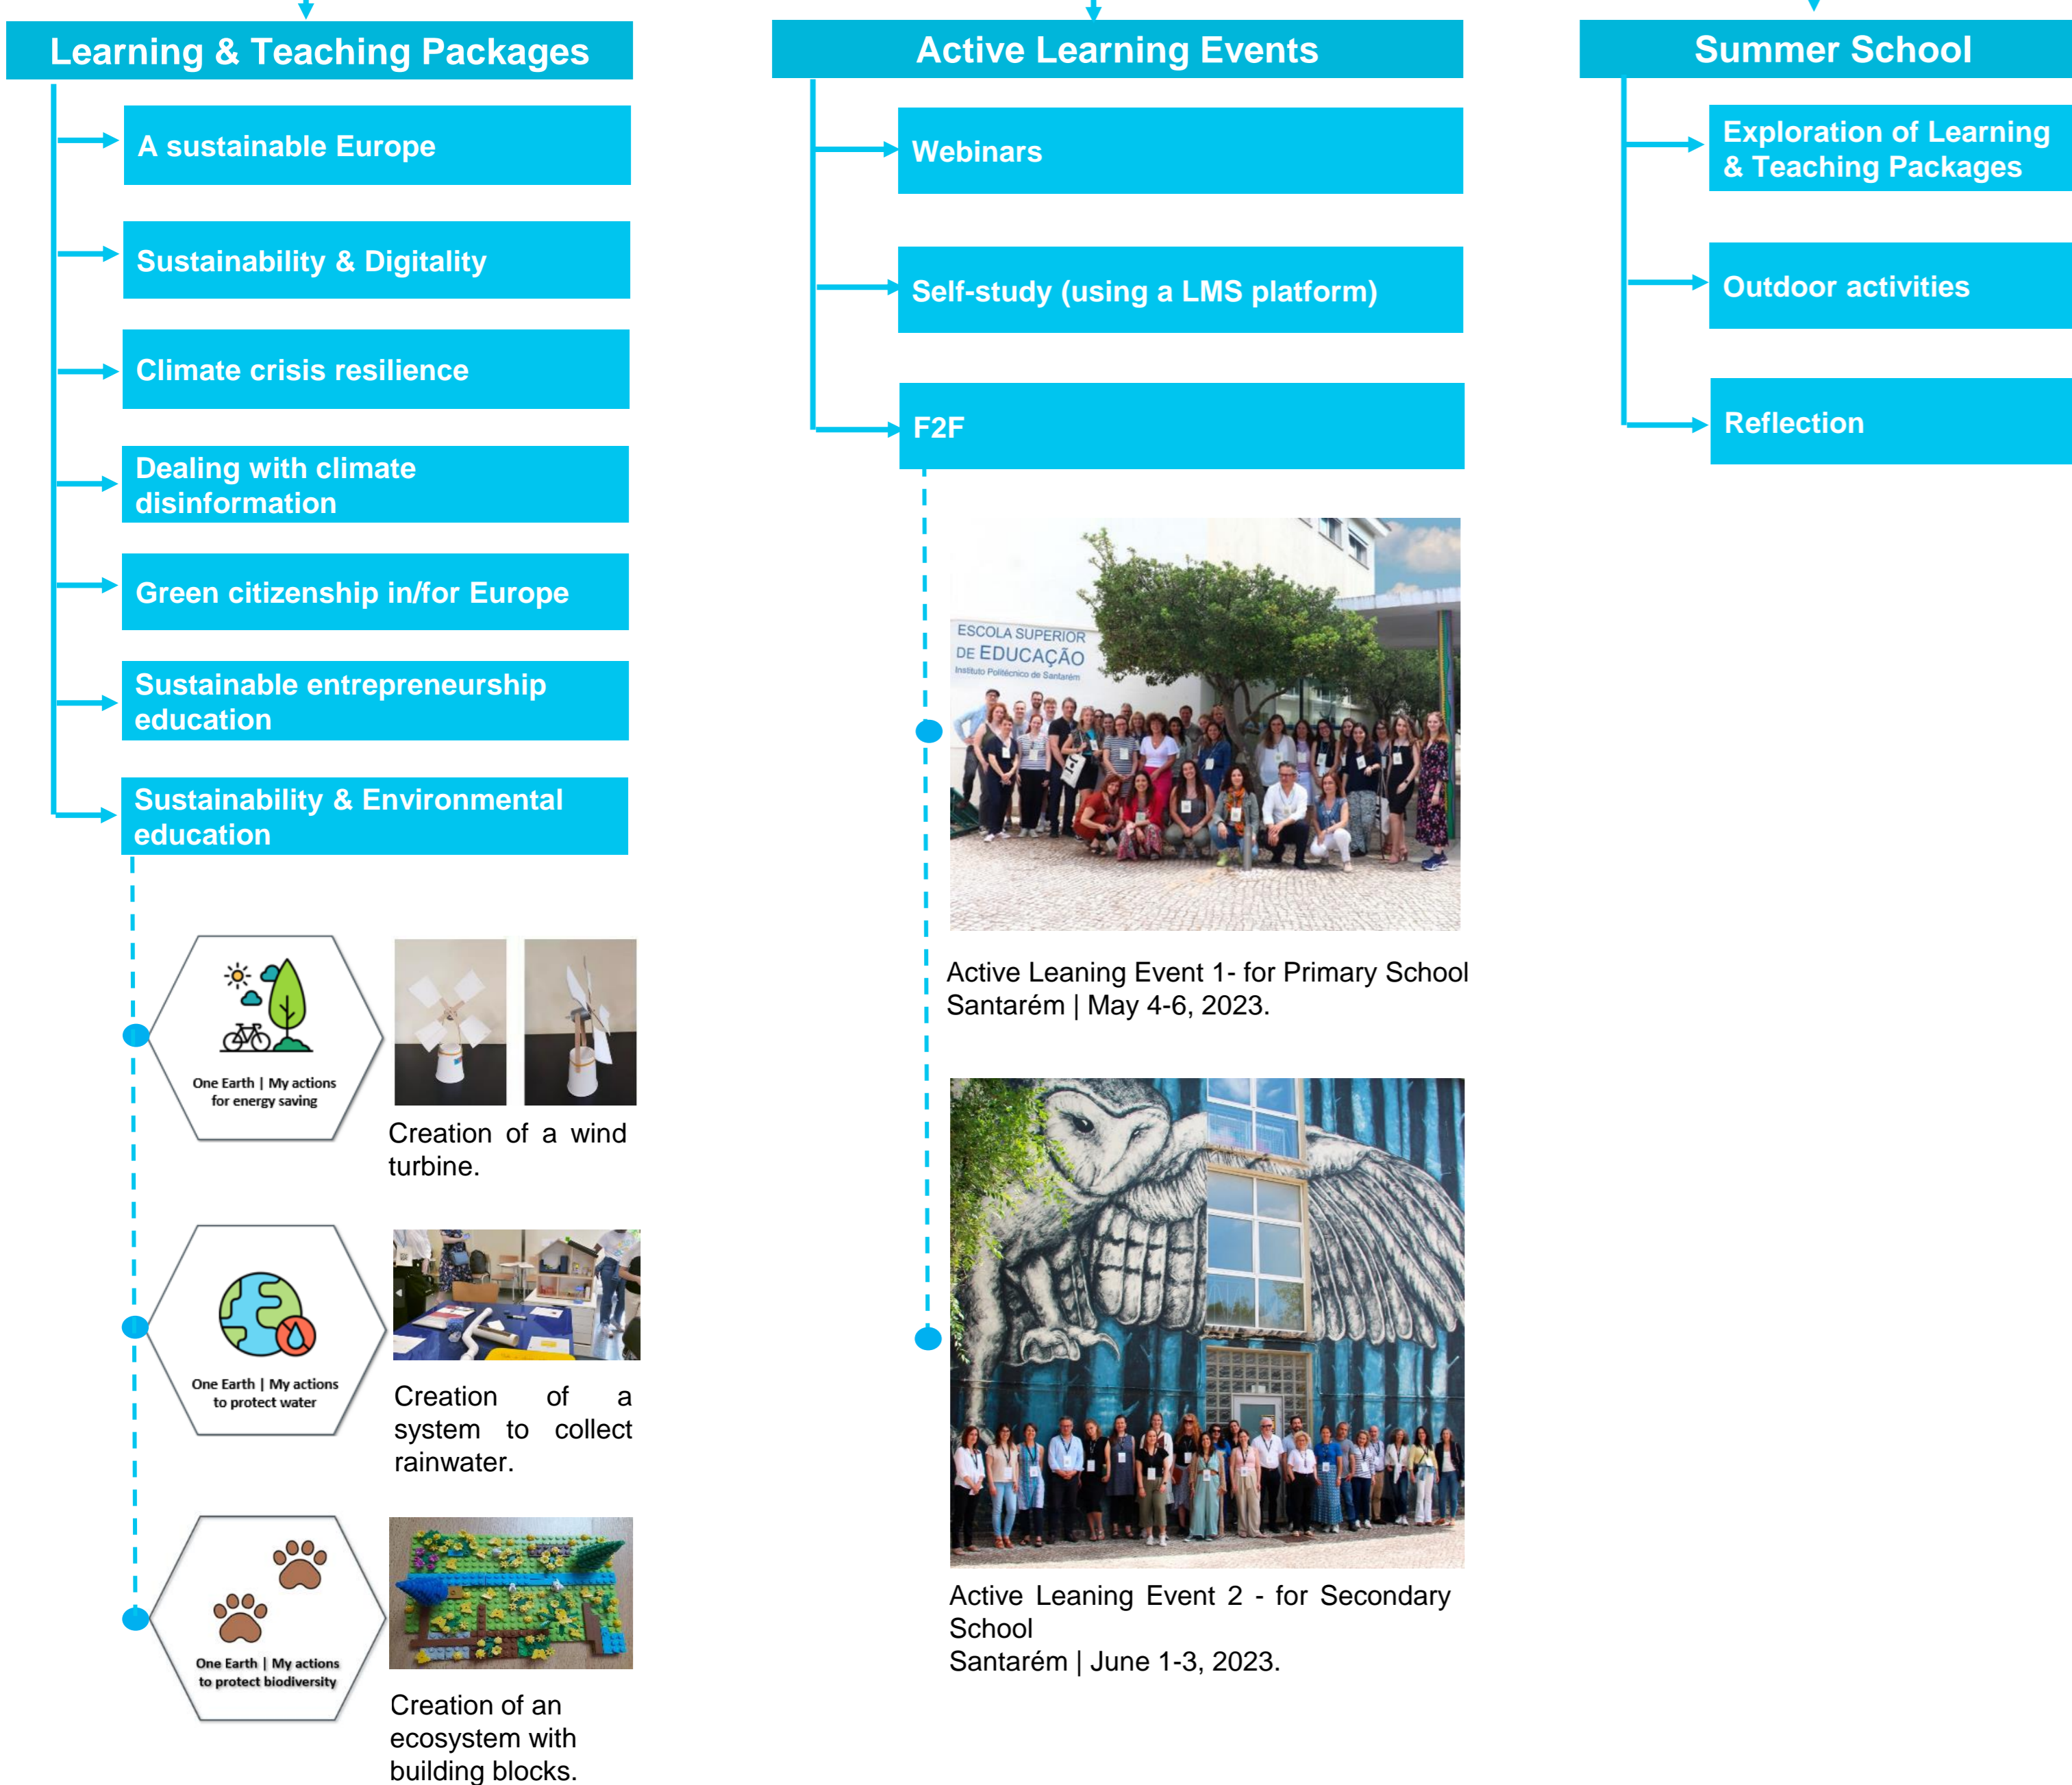 Learning & Teaching Packages
A sustainable Europe
Sustainability & Digitality
Climate crisis resilience
Dealing with climate
disinformation
Green citizenship in/for Europe
Sustainable entrepreneurship
education
Sustainability & Environmental
education
One Earth | My actions
for energy saving
Creation of a wind
turbine.
One Earth | My actions
to protect water
Creation of a
system to collect
rainwater.
One Earth | My actions
to protect biodiversity
Creation of an
ecosystem with
building blocks.
Active Learning Events
Webinars
Self-study (using a LMS platform)
F2F
ESCOLA SUPERIOR
DE EDUCAÇÃO
Instituto Politécnico de Santarém
Active Leaning Event 1- for Primary School
Santarém | May 4-6, 2023.
Active Leaning Event 2 - for Secondary
School
Santarém | June 1-3, 2023.
Summer School
Exploration of Learning
& Teaching Packages
Outdoor activities
Reflection